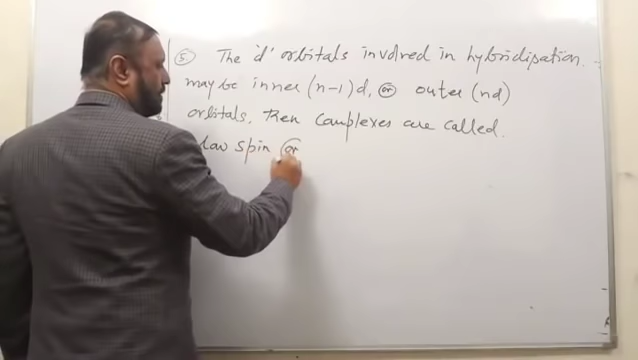 ⑤ The 'd' orbitals involved in hybridisation
may be inner (n-1)d, (or) outer (nd)
orbitals, Then Complexes are called.
Low spin (or